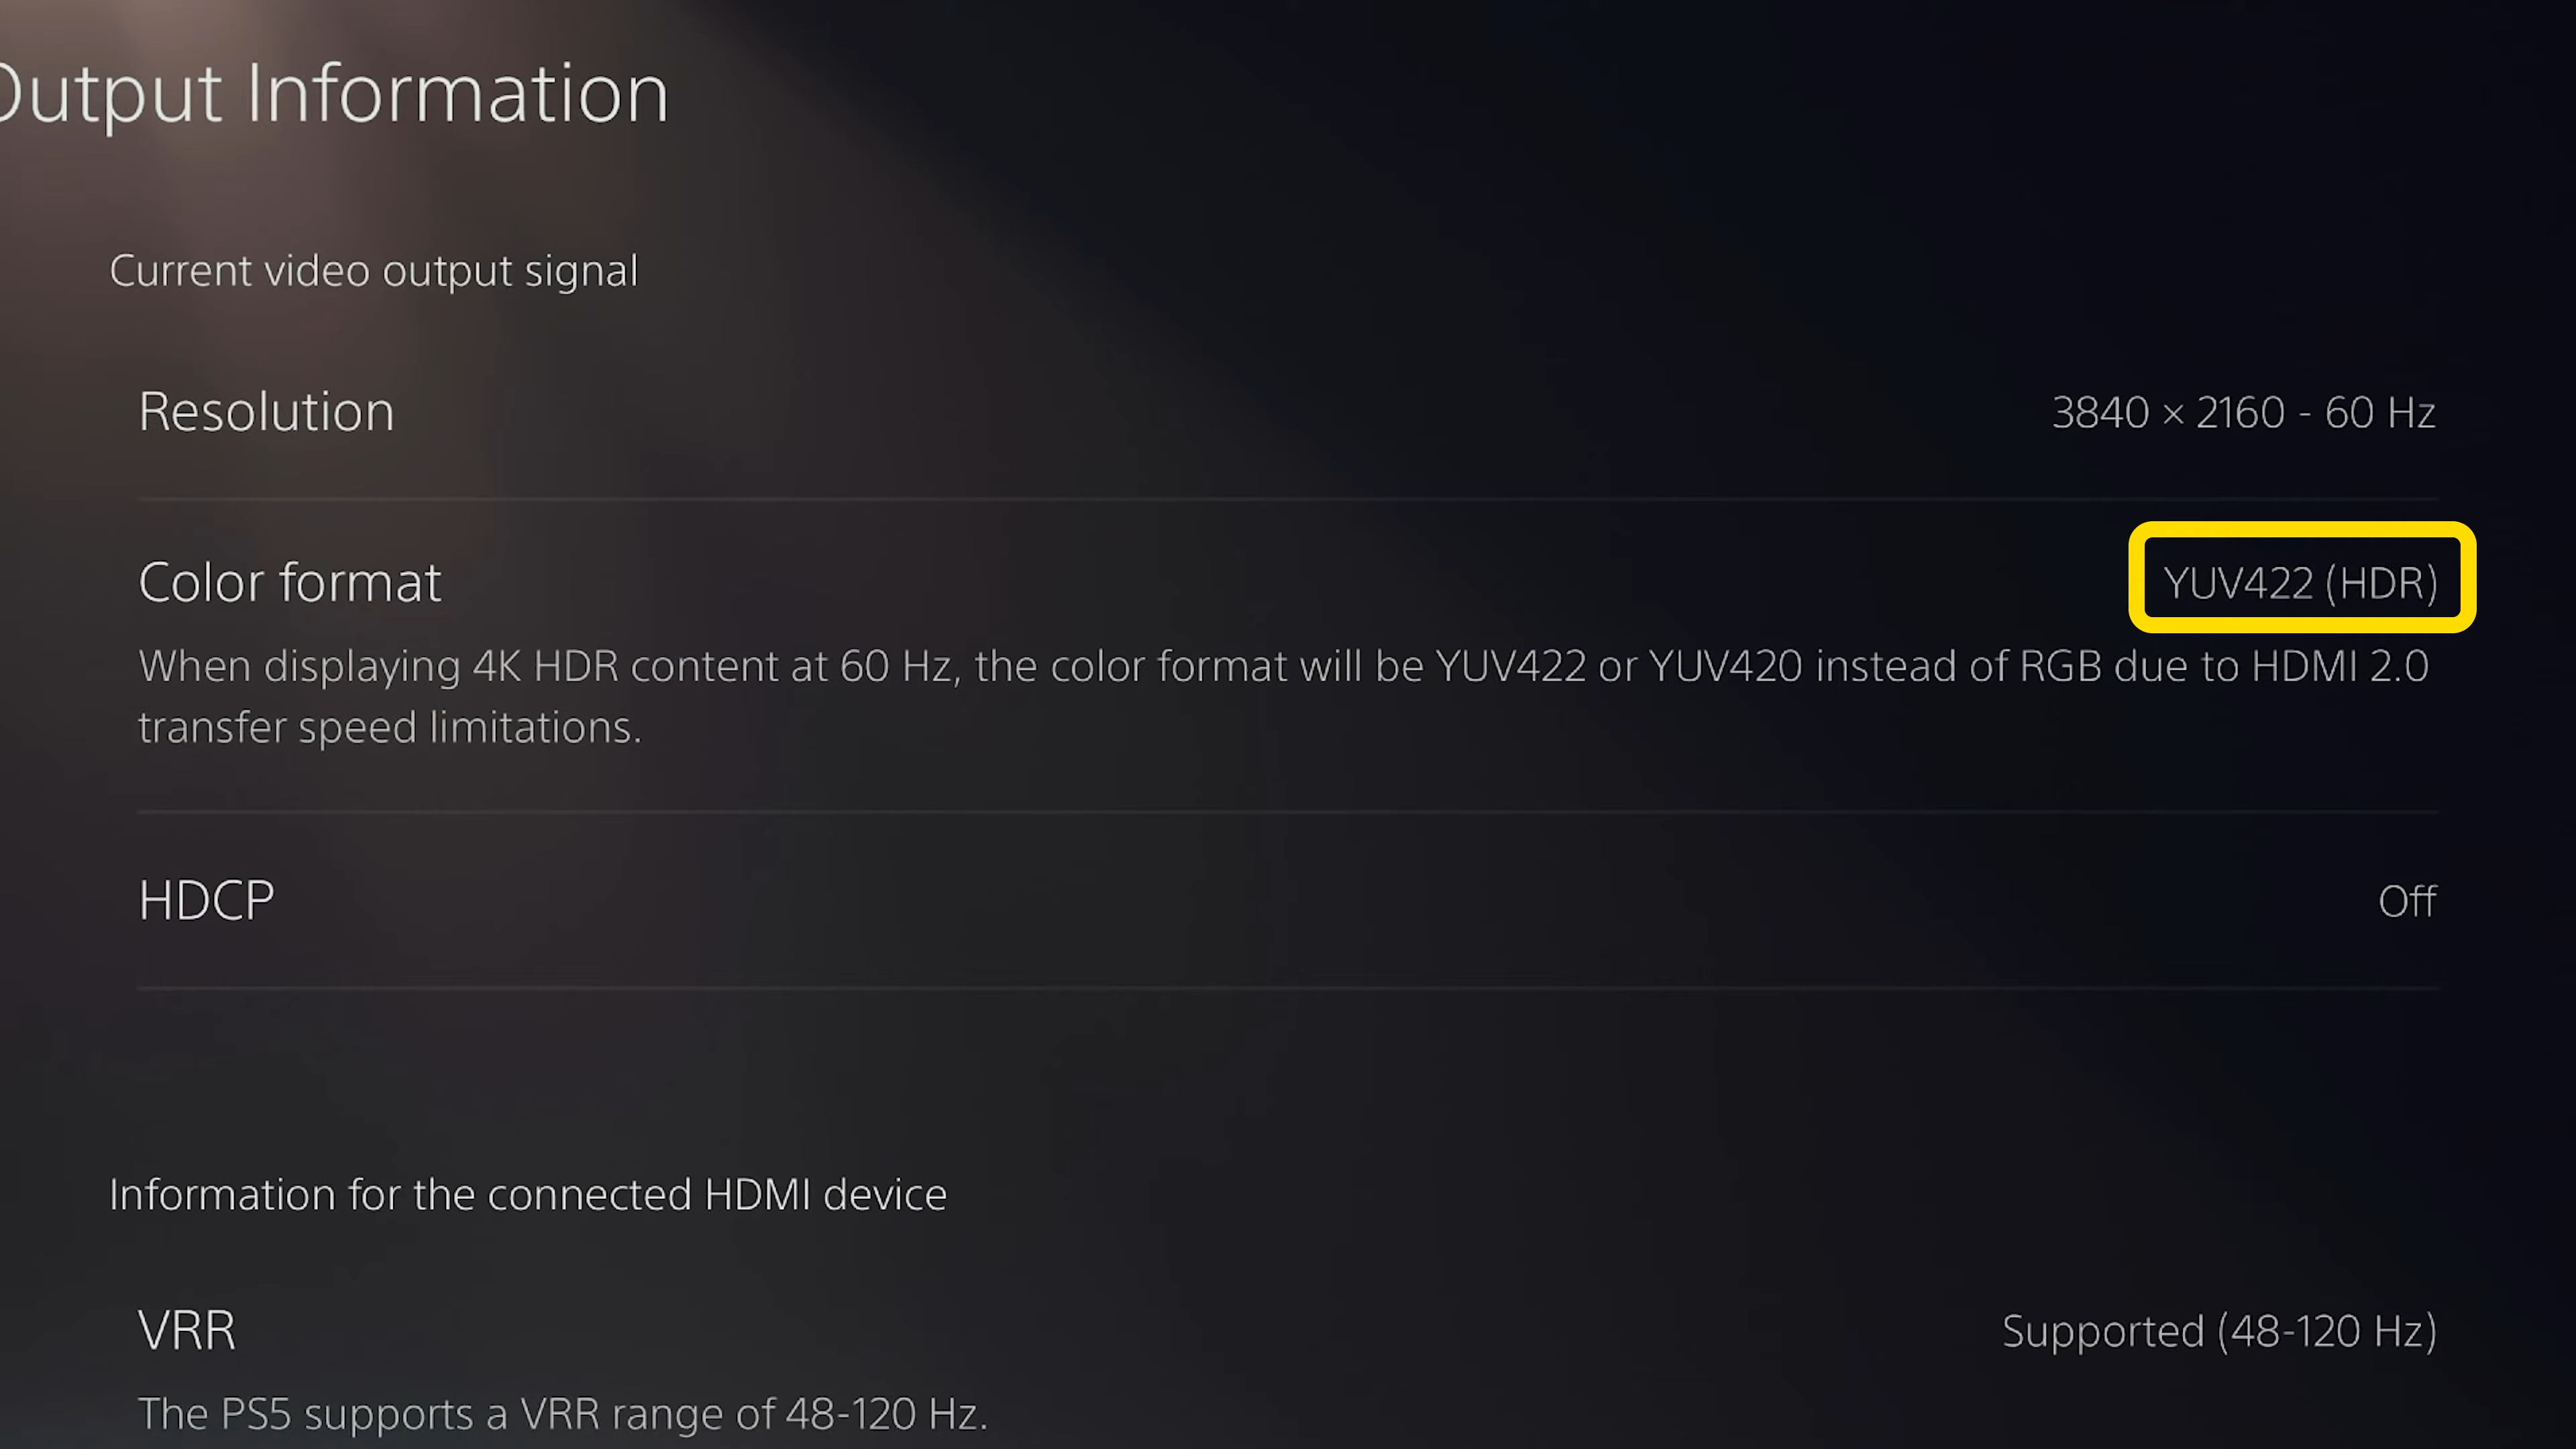 Output Information
Current video output signal
Resolution
3840 × 2160 - 60 Hz
Color format
YUV422 (HDR)
When displaying 4K HDR content at 60 Hz, the color format will be YUV422 or YUV420 instead of RGB due to HDMI 2.0
transfer speed limitations.
HDCP
Off
Information for the connected HDMI device
VRR
Supported (48-120 Hz)
The PS5 supports a VRR range of 48-120 Hz.